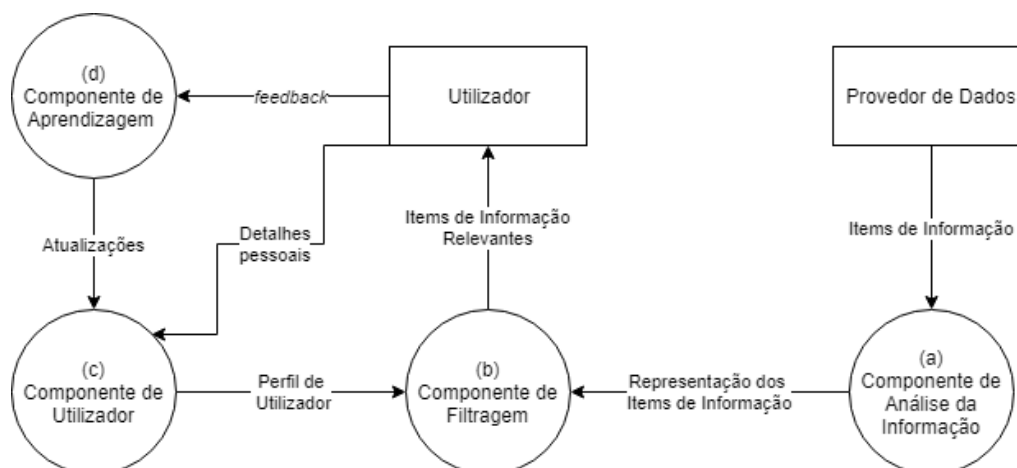 (d)
Componente de
Aprendizagem
feedback
Utilizador
Provedor de Dados
Atualizações
Detalhes
pessoais
Items de Informação
Relevantes
Items de Informação
(c)
Componente de
Utilizador
Perfil de
Utilizador
(b)
Componente de
Filtragem
Representação dos
Items de Informação
(a)
Componente de
Análise da
Informação